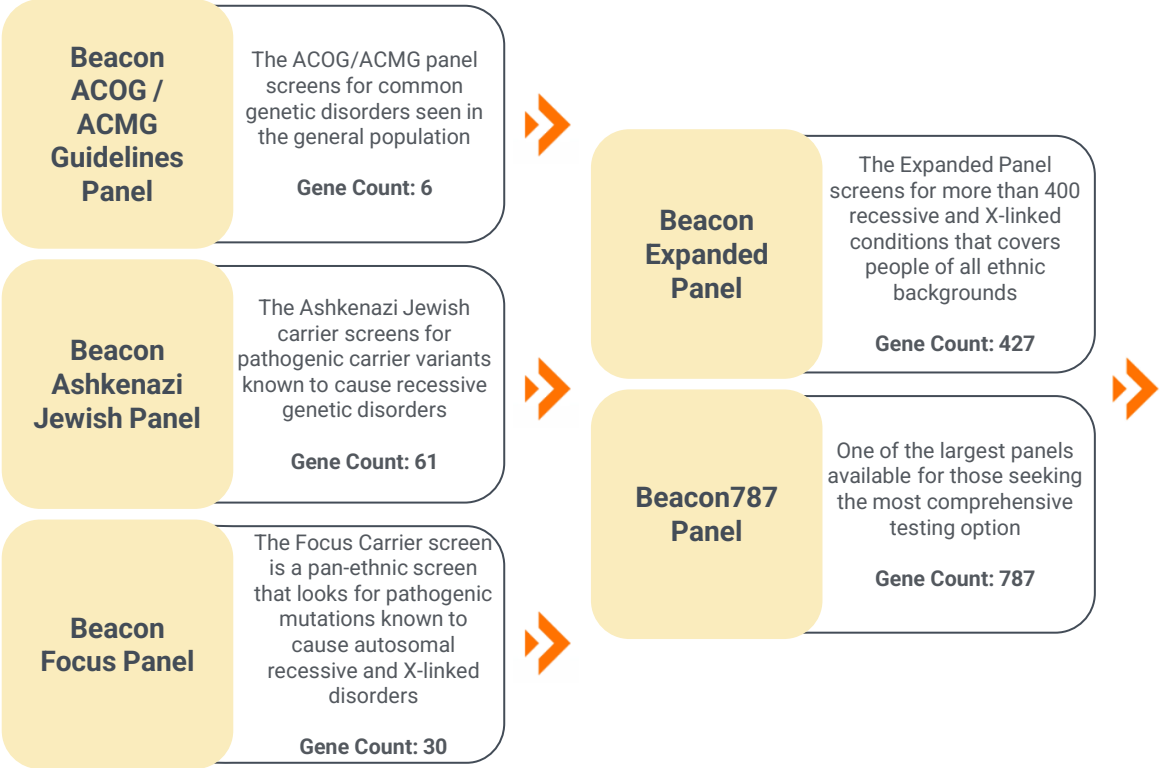 Beacon
ACOG /
ACMG
Guidelines
Panel
The ACOG/ACMG panel
screens for common
genetic disorders seen in
the general population
Gene Count: 6
Beacon
Ashkenazi
Jewish Panel
The Ashkenazi Jewish
carrier screens for
pathogenic carrier variants
known to cause recessive
genetic disorders
Gene Count: 61
Beacon
Focus Panel
The Focus Carrier screen
is a pan-ethnic screen
that looks for pathogenic
mutations known to
cause autosomal
recessive and X-linked
disorders
Gene Count: 30
Beacon
Expanded
Panel
The Expanded Panel
screens for more than 400
recessive and X-linked
conditions that covers
people of all ethnic
backgrounds
Gene Count: 427
Beacon787
Panel
One of the largest panels
available for those seeking
the most comprehensive
testing option
Gene Count: 787